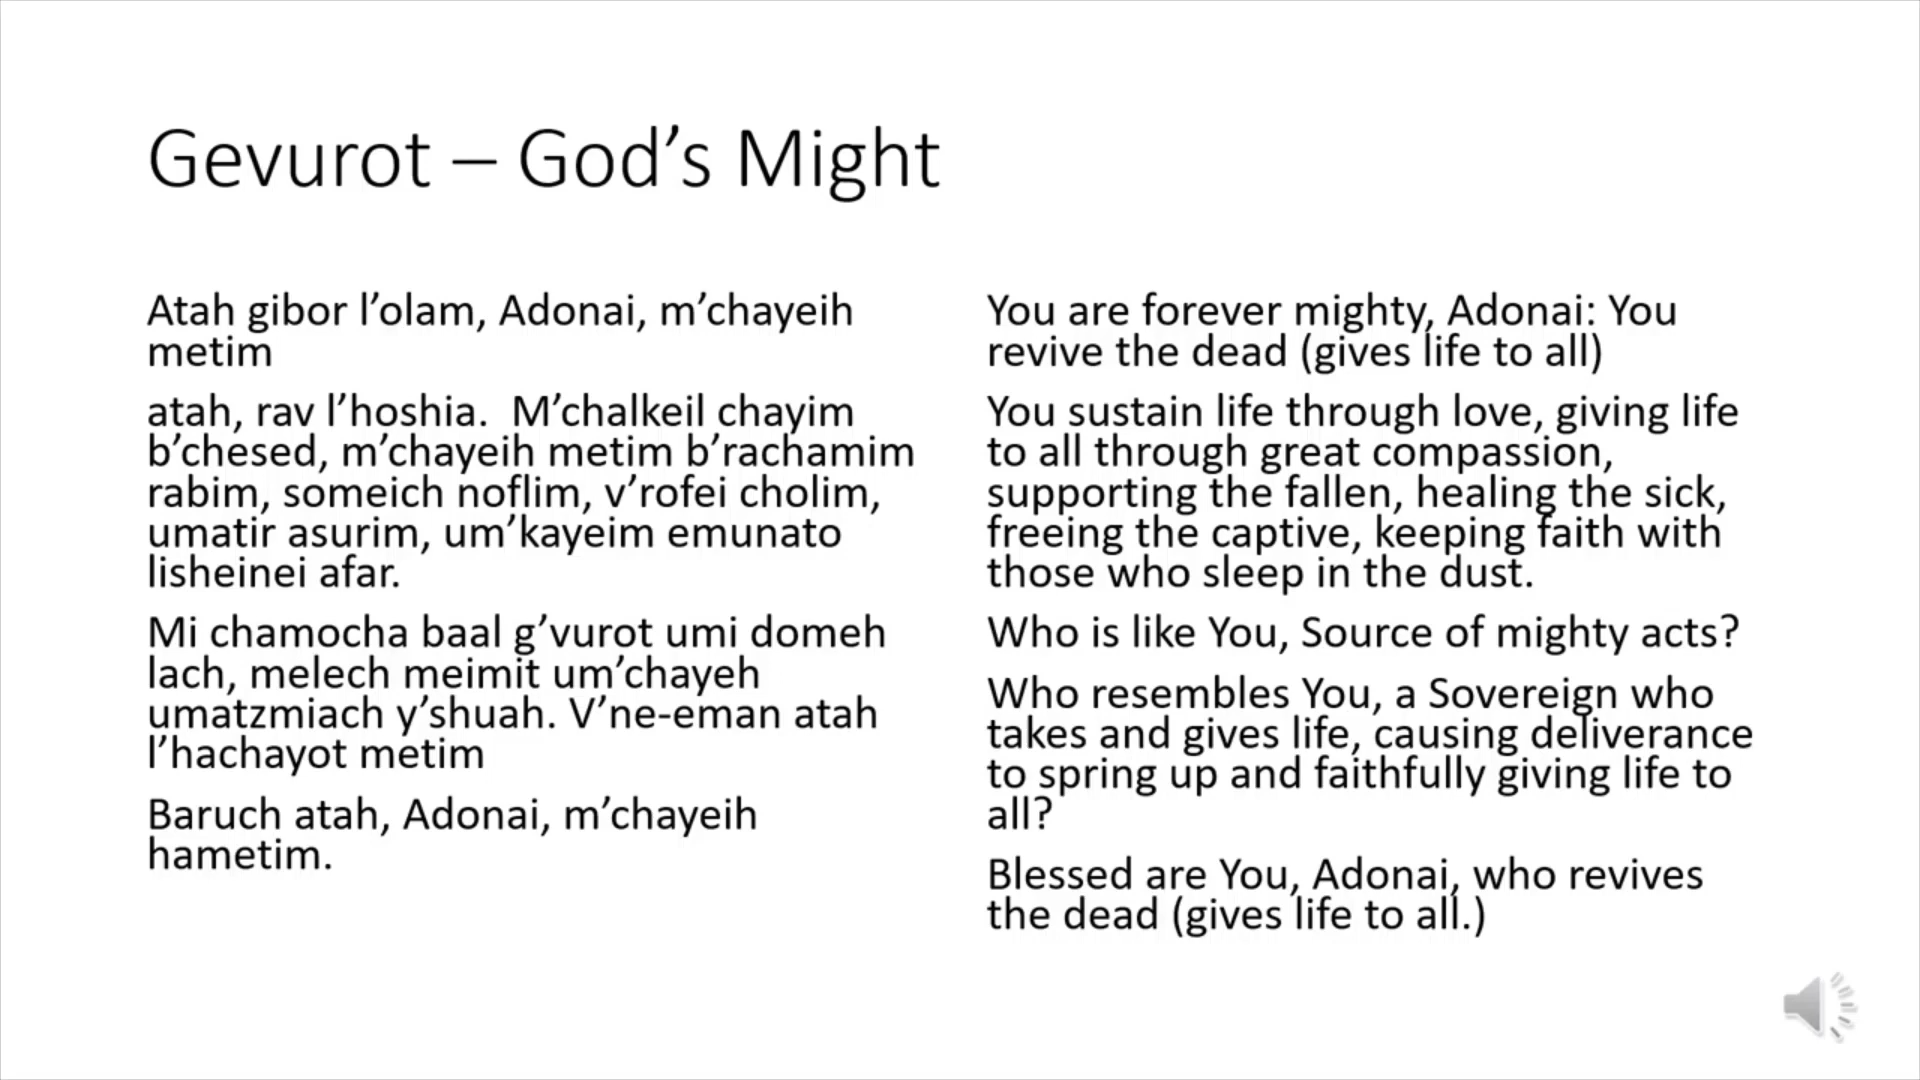 Gevurot – God’s Might
Atah gibor l’olam, Adonai, m’chayeih
metim
atah, rav l’hoshia.  M’chalkeil chayim
b’chesed, m’chayeih metim b’rachamim
rabim, someich noflim, v’rofei cholim,
umatir asurim, um’kayeim emunato
lisheinei afar.
Mi chamocha baal g’vurot umi domeh
lach, melech meimit um’chayeh
umatzmiach y’shuah. V’ne-eman atah
l’hachayot metim
Baruch atah, Adonai, m’chayeih
hametim.
You are forever mighty, Adonai: You
revive the dead (gives life to all)
You sustain life through love, giving life
to all through great compassion,
supporting the fallen, healing the sick,
freeing the captive, keeping faith with
those who sleep in the dust.
Who is like You, Source of mighty acts?
Who resembles You, a Sovereign who
takes and gives life, causing deliverance
to spring up and faithfully giving life to
all?
Blessed are You, Adonai, who revives
the dead (gives life to all.)